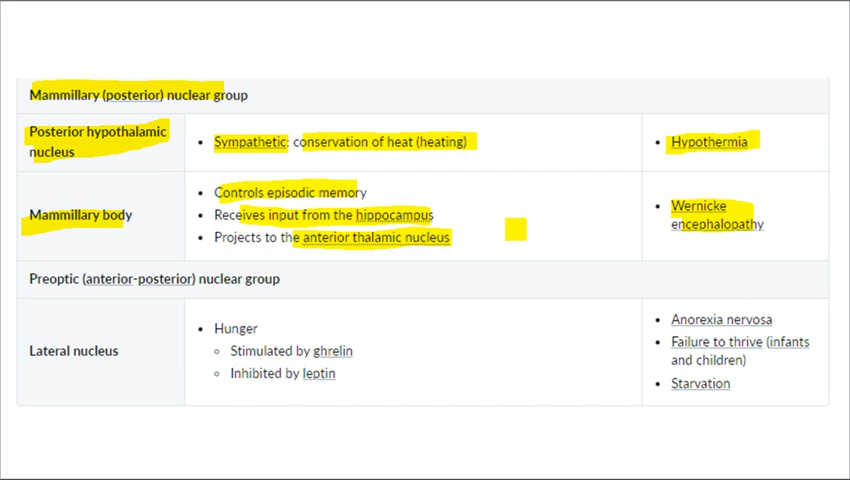 Mammillary (posterior) nuclear group
Posterior hypothalamic
nucleus
• Sympathetic: conservation of heat (heating)
• Hypothermia
Mammillary body
• Controls episodic memory
• Receives input from the hippocampus
• Projects to the anterior thalamic nucleus
• Wernicke
encephalopathy
Preoptic (anterior-posterior) nuclear group
Lateral nucleus
• Hunger
◦ Stimulated by ghrelin
◦ Inhibited by leptin
• Anorexia nervosa
• Failure to thrive (infants
and children)
• Starvation